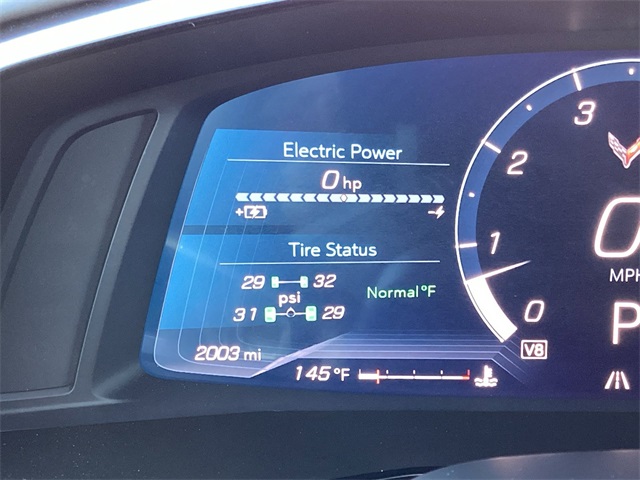 Electric Power
0 hp
+ -
Tire Status
29 32
psi
Normal °F
31 29
2003 mi
145 °F
3
2
1
0
0
MPH
P
V8